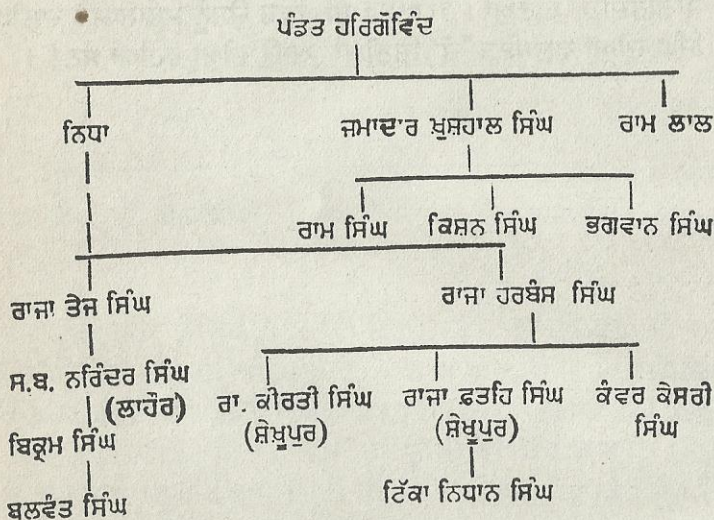 ਪੰਡਤ ਹਰਿਗੋਵਿੰਦ
ਨਿਧਾ
ਜਮਾਦਾਰ ਖ਼ੁਸ਼ਹਾਲ ਸਿੰਘ
ਰਾਮ ਲਾਲ
ਰਾਮ ਸਿੰਘ
ਕਿਸ਼ਨ ਸਿੰਘ
ਭਗਵਾਨ ਸਿੰਘ
ਰਾਜਾ ਤੇਜ ਸਿੰਘ
ਰਾਜਾ ਹਰਬੰਸ ਸਿੰਘ
ਸ.ਬ. ਨਰਿੰਦਰ ਸਿੰਘ
(ਲਾਹੌਰ)
ਰਾ. ਕੀਰਤੀ ਸਿੰਘ
(ਸ਼ੇਖ਼ੂਪੁਰ)
ਰਾਜਾ ਫ਼ਤਹਿ ਸਿੰਘ
(ਸ਼ੇਖੂਪੁਰ)
ਕੰਵਰ ਕੇਸਰੀ
ਸਿੰਘ
ਬਿਕ੍ਰਮ ਸਿੰਘ
ਬਲਵੰਤ ਸਿੰਘ
ਟਿੱਕਾ ਨਿਧਾਨ ਸਿੰਘ